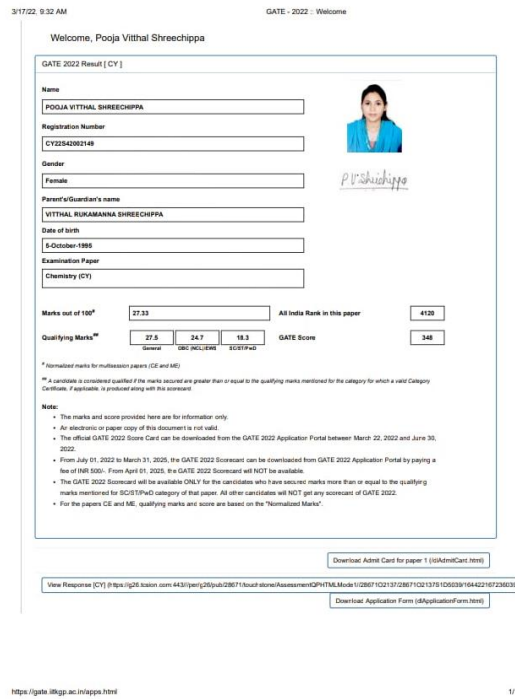 3/17/22, 9:32 AM GATE - 2022 :: Welcome
Welcome, Pooja Vitthal Shreechippa
GATE 2022 Result [ CY ]
Name
POOJA VITTHAL SHREECHIPPA
Registration Number
CY22S42002149
Gender
Female
P.V.Shreechippa
Parent's/Guardian's name
VITTHAL RUKAMANNA SHREECHIPPA
Date of birth
5-October-1995
Examination Paper
Chemistry (CY)
Marks out of 100# 27.33 All India Rank in this paper 4120
Qualifying Marks## 27.5 24.7 18.3 GATE Score 348
General OBC (NCL)/EWS SC/ST/PwD
# Normalized marks for multisession papers (CE and ME)
## A candidate is considered qualified if the marks secured are greater than or equal to the qualifying marks mentioned for the category for which a valid Category
Certificate, if applicable, is produced along with this scorecard.
Note:
• The marks and score provided here are for information only.
• An electronic or paper copy of this document is not valid.
• The official GATE 2022 Score Card can be downloaded from the GATE 2022 Application Portal between March 22, 2022 and June 30,
2022.
• From July 01, 2022 to March 31, 2025, the GATE 2022 Scorecard can be downloaded from GATE 2022 Application Portal by paying a
fee of INR 500/-. From April 01, 2025, the GATE 2022 Scorecard will NOT be available.
• The GATE 2022 Scorecard will be available ONLY for the candidates who have secured marks more than or equal to the qualifying
marks mentioned for SC/ST/PwD category of that paper. All other candidates will NOT get any scorecard of GATE 2022.
• For the papers CE and ME, qualifying marks and score are based on the "Normalized Marks".
Download Admit Card for paper 1 (/dlAdmitCard.html)
View Response [CY]
Download Application Form (dlApplicationForm.html)
https://gate.iitkgp.ac.in/apps.html 1/